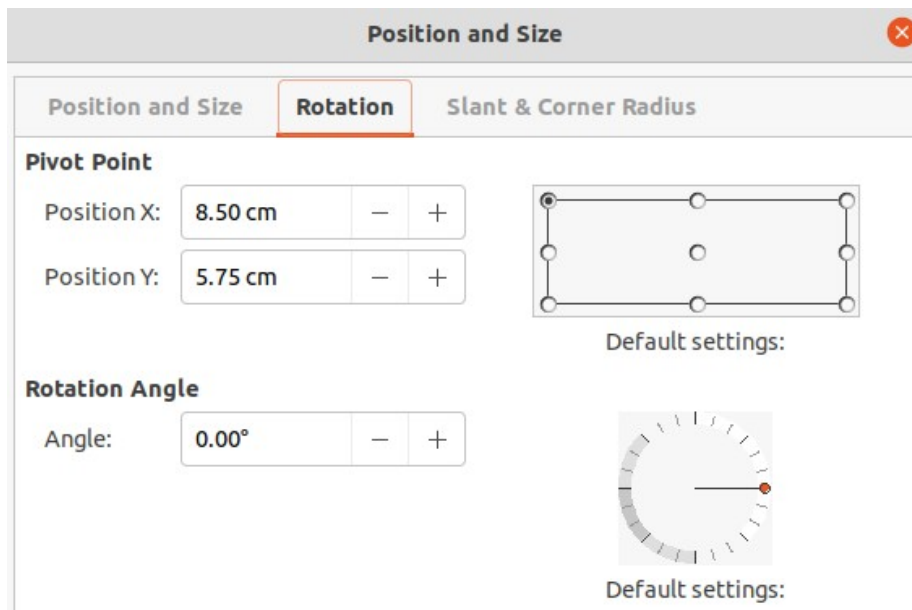 Position and Size
Position and Size Rotation Slant & Corner Radius
Pivot Point
Position X: 8.50 cm
Position Y: 5.75 cm
Default settings:
Rotation Angle
Angle: 0.00°
Default settings: